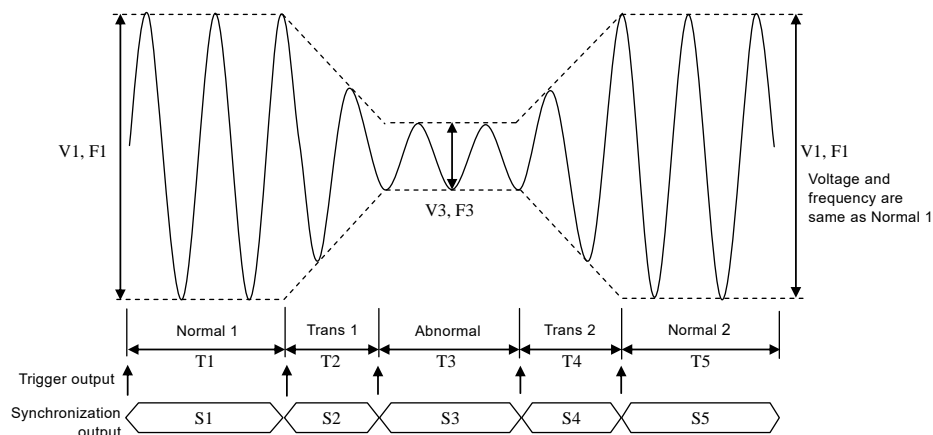 V1, F1
V1, F1
Voltage and
frequency are
same as Normal 1
V3, F3
Normal 1
Trans 1
Abnormal
Trans 2
Normal 2
T1
T2
T3
T4
T5
Trigger output
Synchronization
output
S1
S2
S3
S4
S5